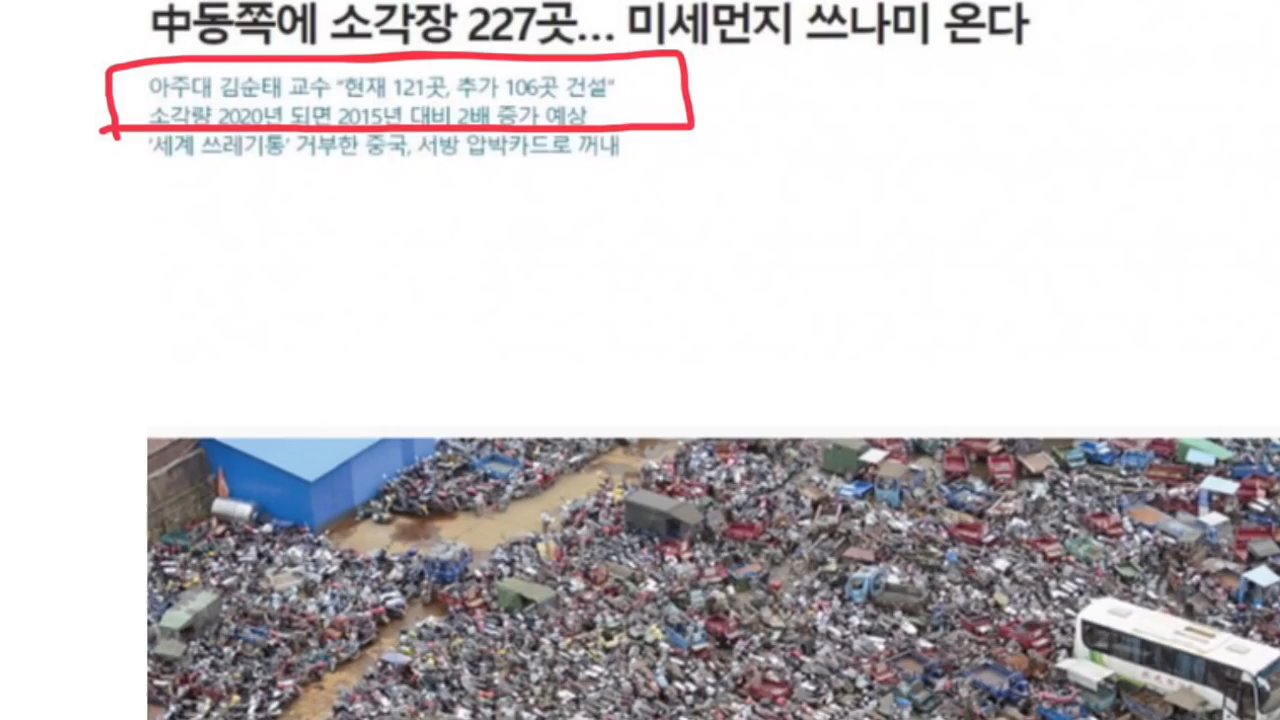 中동쪽에 소각장 227곳... 미세먼지 쓰나미 온다
아주대 김순태 교수 "현재 121곳, 추가 106곳 건설"
소각량 2020년 되면 2015년 대비 2배 증가 예상
'세계 쓰레기통' 거부한 중국, 서방 압박카드로 꺼내